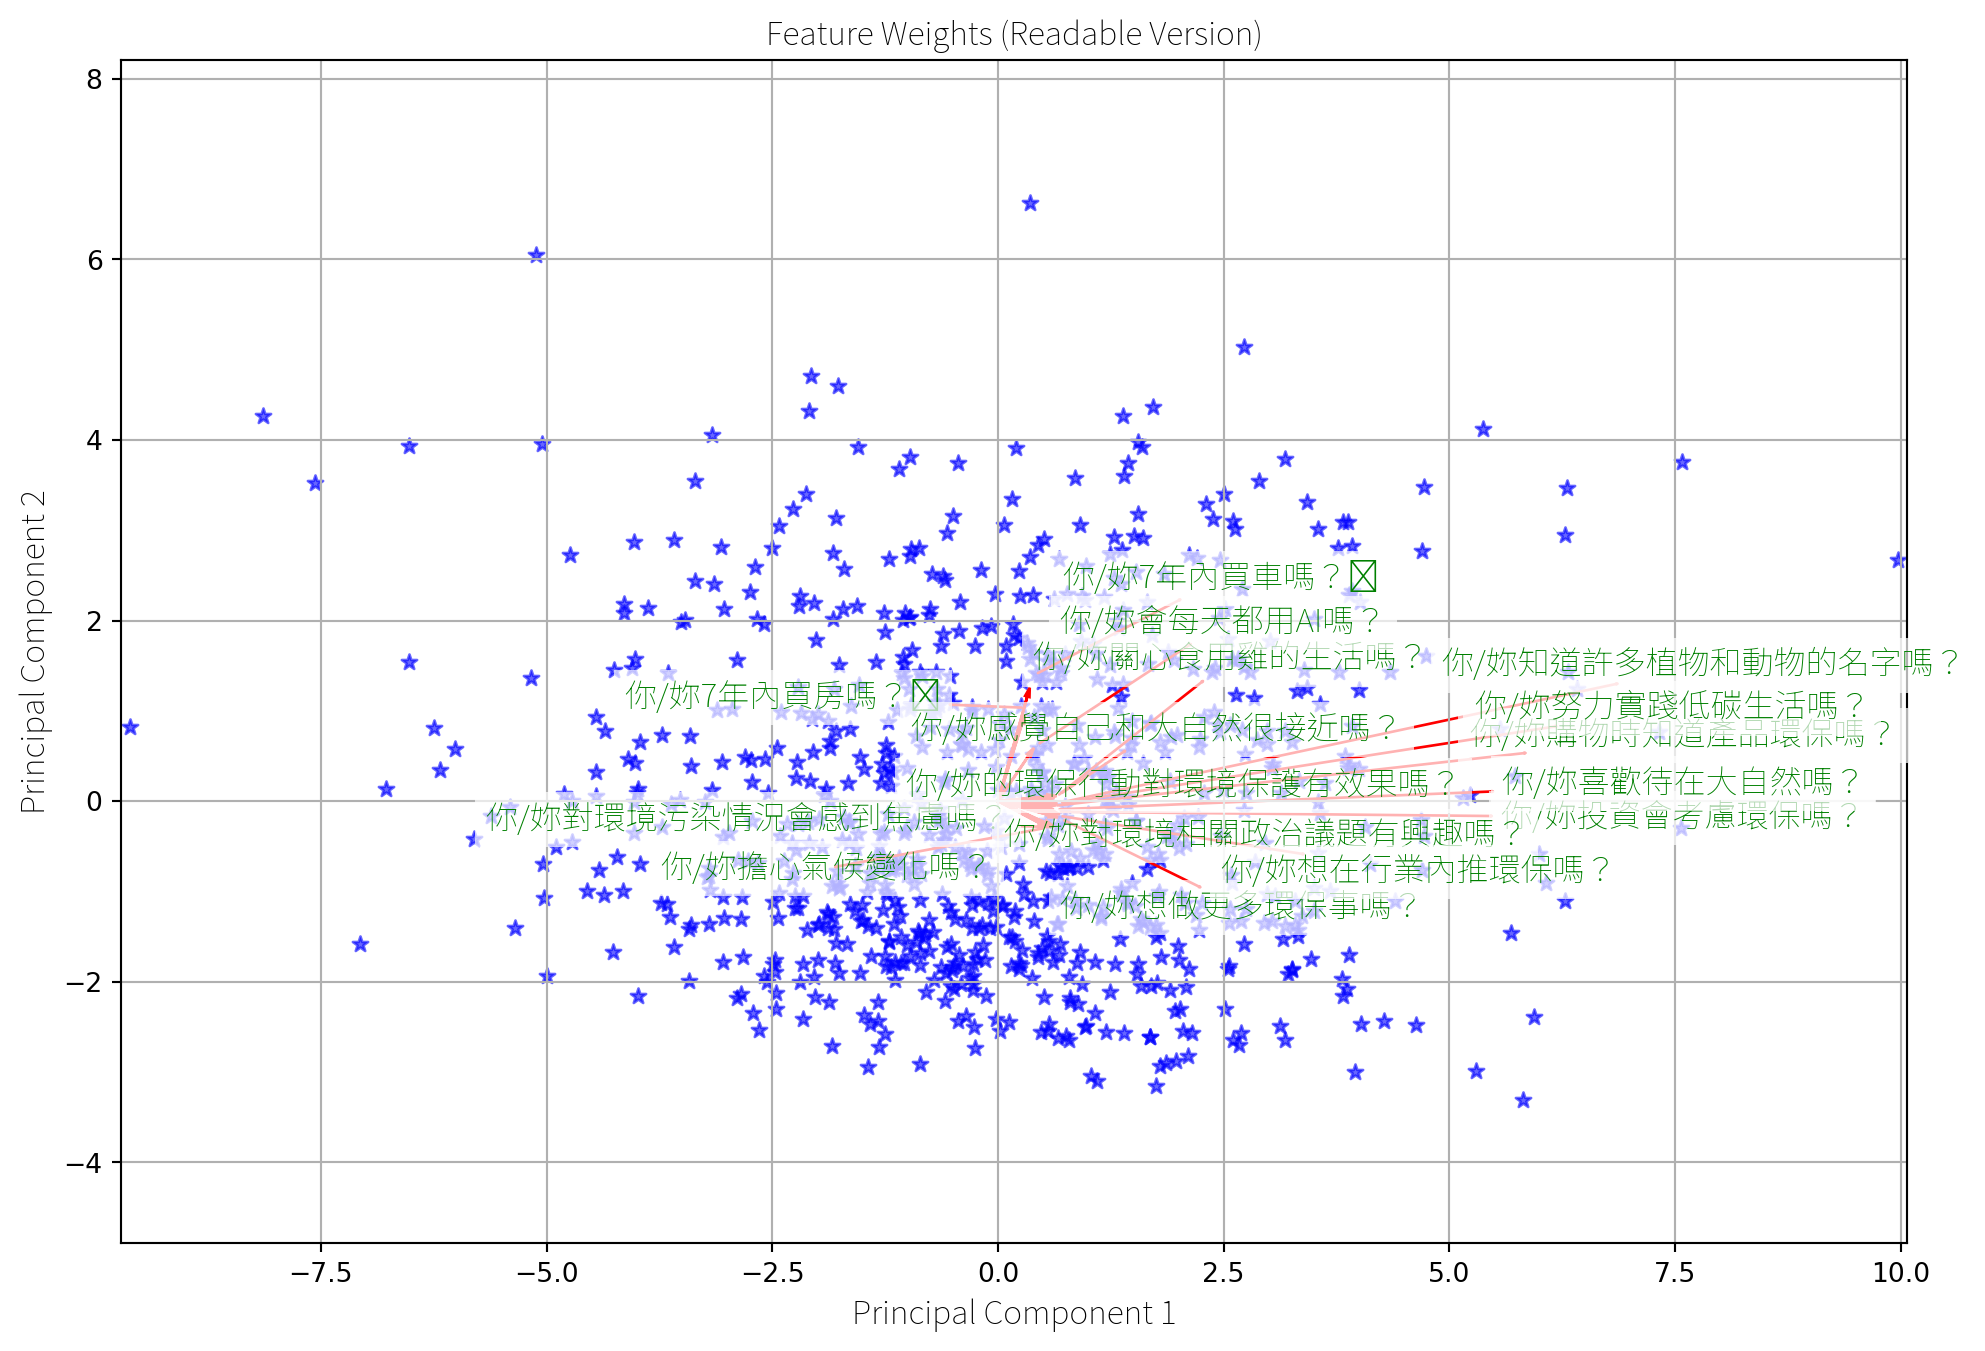 Feature Weights (Readable Version)
8
6
4
2
0
−2
−4
Principal Component 2
你/妳7年內買車嗎？
你/妳會每天都用AI嗎？
你/妳關心食用雞的生活嗎？
你/妳知道許多植物和動物的名字嗎？
你/妳7年內買房嗎？
你/妳努力實踐低碳生活嗎？
你/妳感覺自己和大自然很接近嗎？
你/妳購物時知道產品環保嗎？
你/妳的環保行動對環境保護有效果嗎？
你/妳喜歡待在大自然嗎？
你/妳對環境污染情況會感到焦慮嗎？
你/妳投資會考慮環保嗎？
你/妳對環境相關政治議題有興趣嗎？
你/妳擔心氣候變化嗎？
你/妳想在行業內推環保嗎？
你/妳想做更多環保事嗎？
−7.5
−5.0
−2.5
0.0
2.5
5.0
7.5
10.0
Principal Component 1